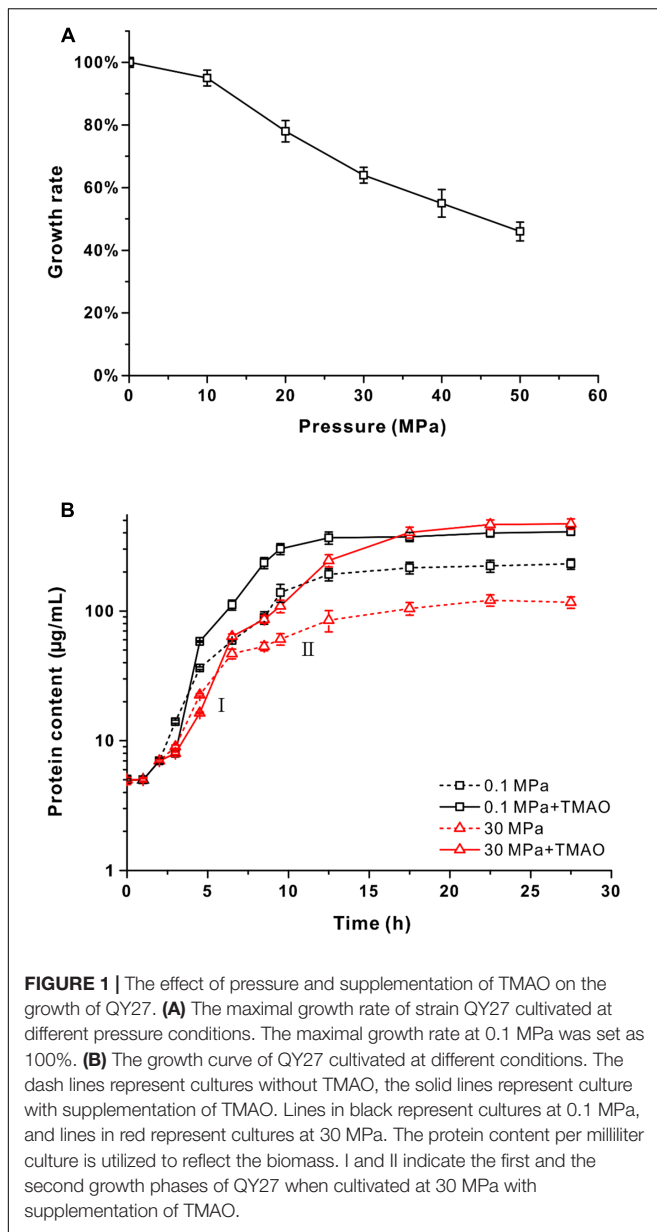 A
100%
80%
60%
40%
20%
0%
Growth rate
0 10 20 30 40 50 60
Pressure (MPa)
B
100
10
1
Protein content (µg/mL)
I
II
0.1 MPa
0.1 MPa+TMAO
30 MPa
30 MPa+TMAO
0 5 10 15 20 25 30
Time (h)
FIGURE 1 | The effect of pressure and supplementation of TMAO on the
growth of QY27. (A) The maximal growth rate of strain QY27 cultivated at
different pressure conditions. The maximal growth rate at 0.1 MPa was set as
100%. (B) The growth curve of QY27 cultivated at different conditions. The
dash lines represent cultures without TMAO, the solid lines represent culture
with supplementation of TMAO. Lines in black represent cultures at 0.1 MPa,
and lines in red represent cultures at 30 MPa. The protein content per milliliter
culture is utilized to reflect the biomass. I and II indicate the first and the
second growth phases of QY27 when cultivated at 30 MPa with
supplementation of TMAO.